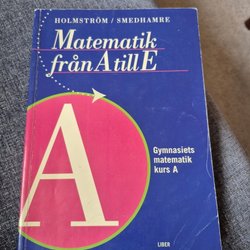 HOLMSTRÖM / SMEDHAMRE
Matematik
från A till E
Gymnasiets
matematik
kurs A
A
LIBER